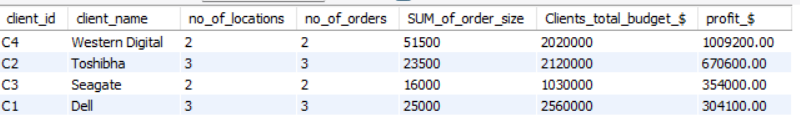 client_id client_name no_of_locations no_of_orders SUM_of_order_size Clients_total_budget_$ profit_$
C4 Western Digital 2 2 51500 2020000 1009200.00
C2 Toshibha 3 3 23500 2120000 670600.00
C3 Seagate 2 2 16000 1030000 354000.00
C1 Dell 3 3 25000 2560000 304100.00